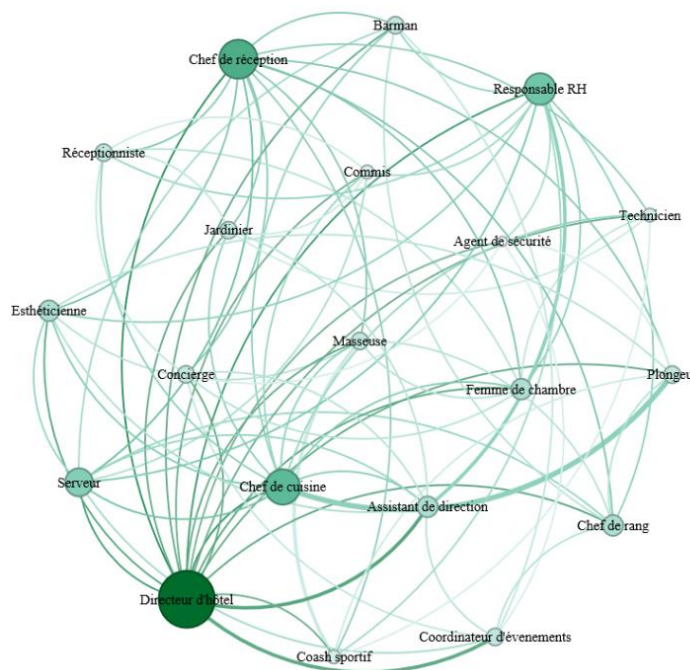 Barman
Chef de réception
Responsable RH
Réceptionniste
Commis
Technicien
Jardinier
Agent de sécurité
Esthéticienne
Masseuse
Concierge
Femme de chambre
Plongeu
Serveur
Chef de cuisine
Assistant de direction
Chef de rang
Directeur d'hôtel
Coordinateur d'évenements
Coash sportif